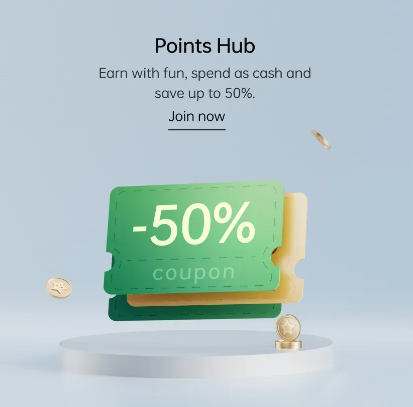 Points Hub
Earn with fun, spend as cash and
save up to 50%.
Join now
-50%
coupon